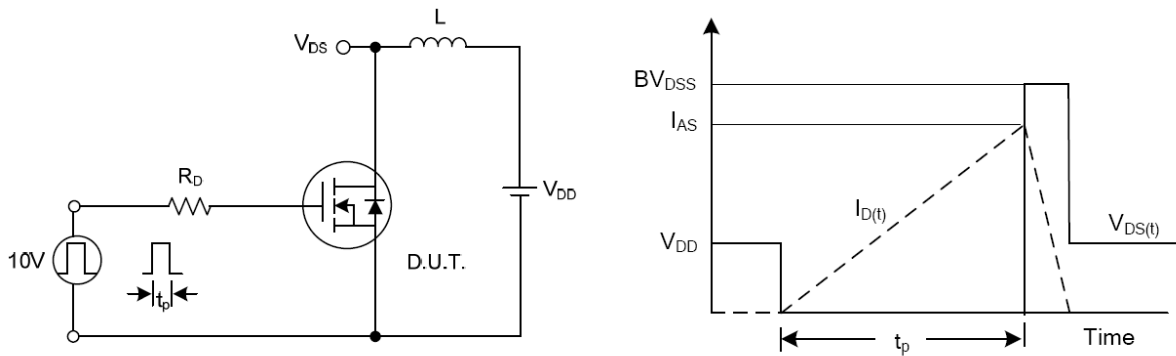 L
V_DS
R_D
V_DD
10V
t_p
D.U.T.
BV_DSS
I_AS
I_D(t)
V_DD
V_DS(t)
t_p
Time